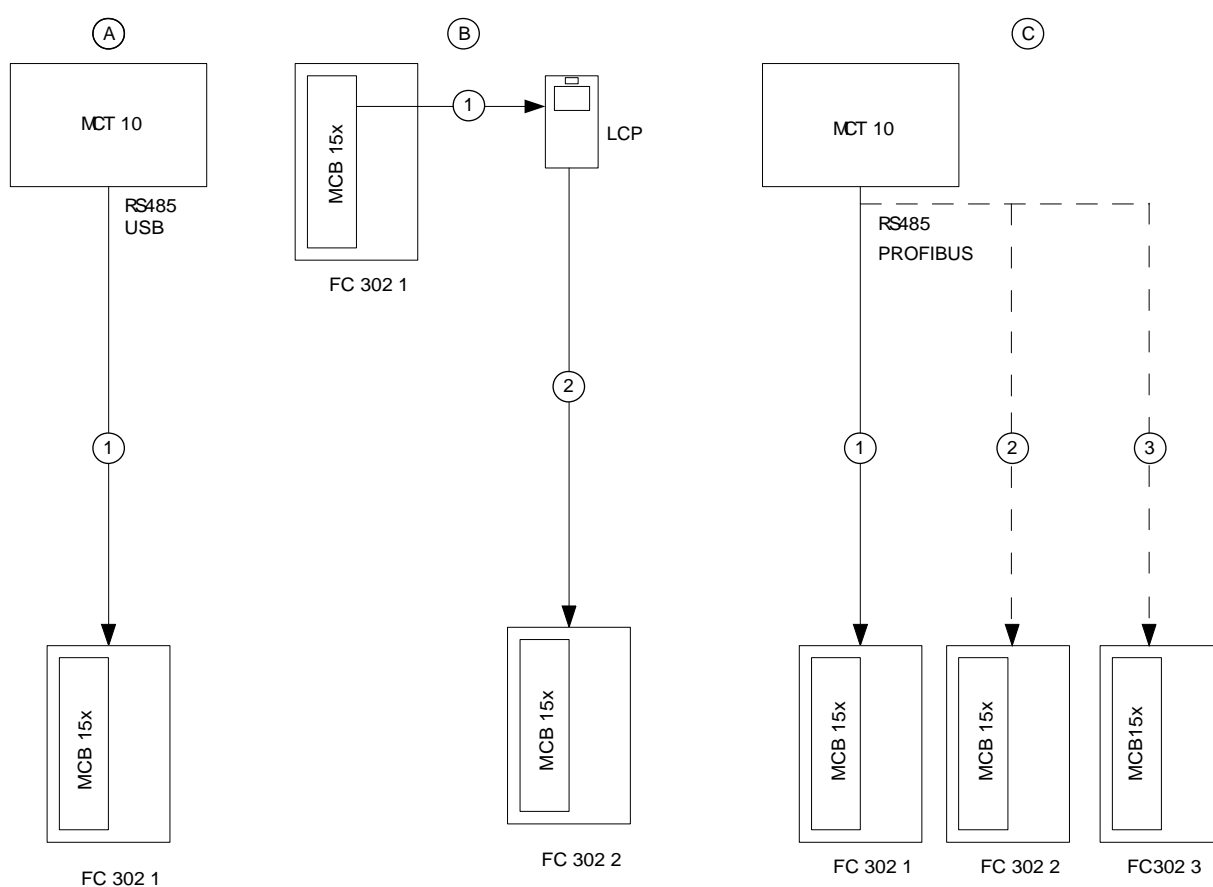 A
MCT 10
RS485
USB
1
MCB 15x
FC 302 1
B
MCB 15x
FC 302 1
1
LCP
2
MCB 15x
FC 302 2
C
MCT 10
RS485
PROFIBUS
1
2
3
MCB 15x
MCB 15x
MCB15x
FC 302 1
FC 302 2
FC302 3